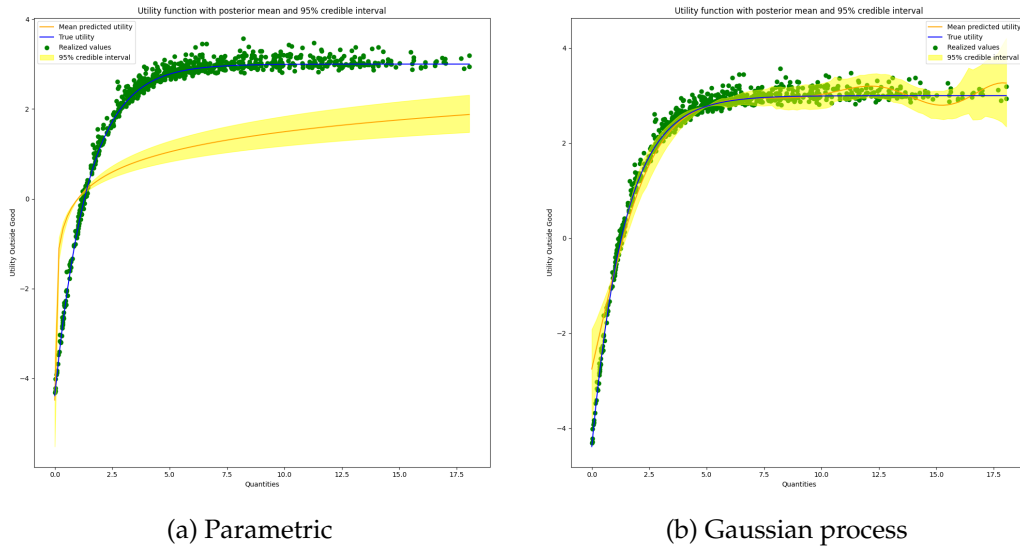 Utility function with posterior mean and 95% credible interval
Mean predicted utility
True utility
Realized values
95% credible interval
4
2
0
−2
−4
Utility Outside Good
0.0 2.5 5.0 7.5 10.0 12.5 15.0 17.5
Quantities
(a) Parametric
Utility function with posterior mean and 95% credible interval
Mean predicted utility
True utility
Realized values
95% credible interval
4
2
0
−2
−4
Utility Outside Good
0.0 2.5 5.0 7.5 10.0 12.5 15.0 17.5
Quantities
(b) Gaussian process